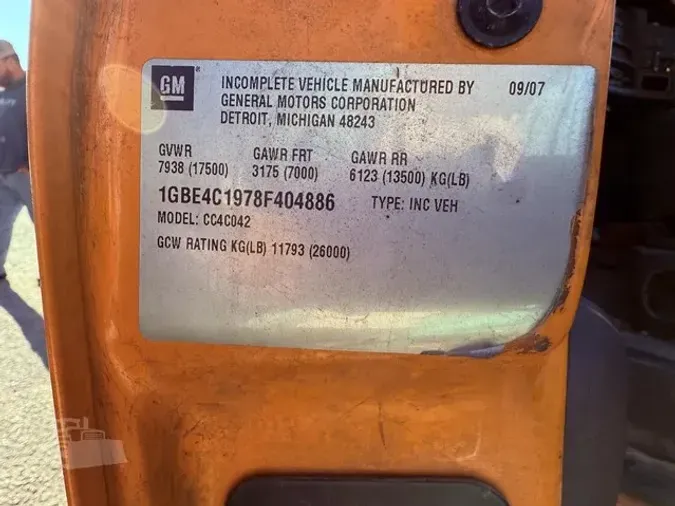 GM ® INCOMPLETE VEHICLE MANUFACTURED BY 09/07
GENERAL MOTORS CORPORATION
DETROIT, MICHIGAN 48243
GVWR GAWR FRT GAWR RR
7938 (17500) 3175 (7000) 6123 (13500) KG(LB)
1GBE4C1978F404886 TYPE: INC VEH
MODEL: CC4C042
GCW RATING KG(LB) 11793 (26000)